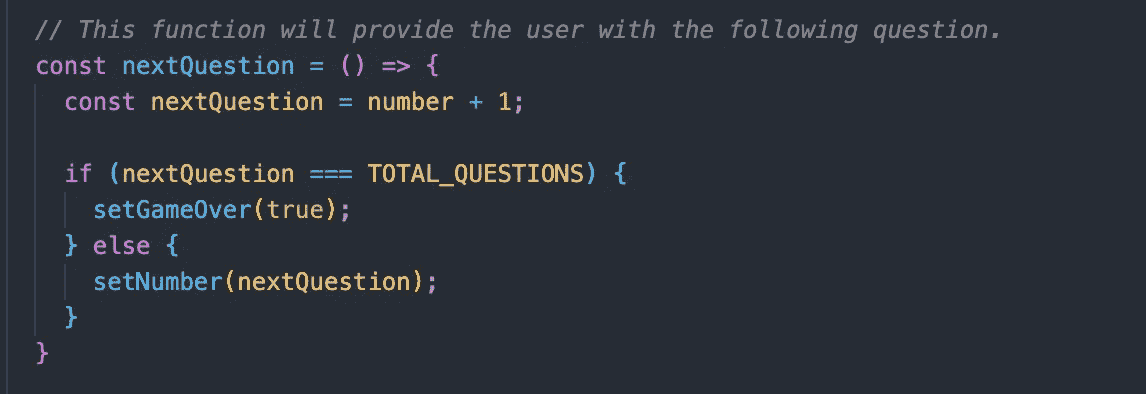 // This function will provide the user with the following question.
const nextQuestion = () => {
const nextQuestion = number + 1;
if (nextQuestion === TOTAL_QUESTIONS) {
setGameOver(true);
} else {
setNumber(nextQuestion);
}
}